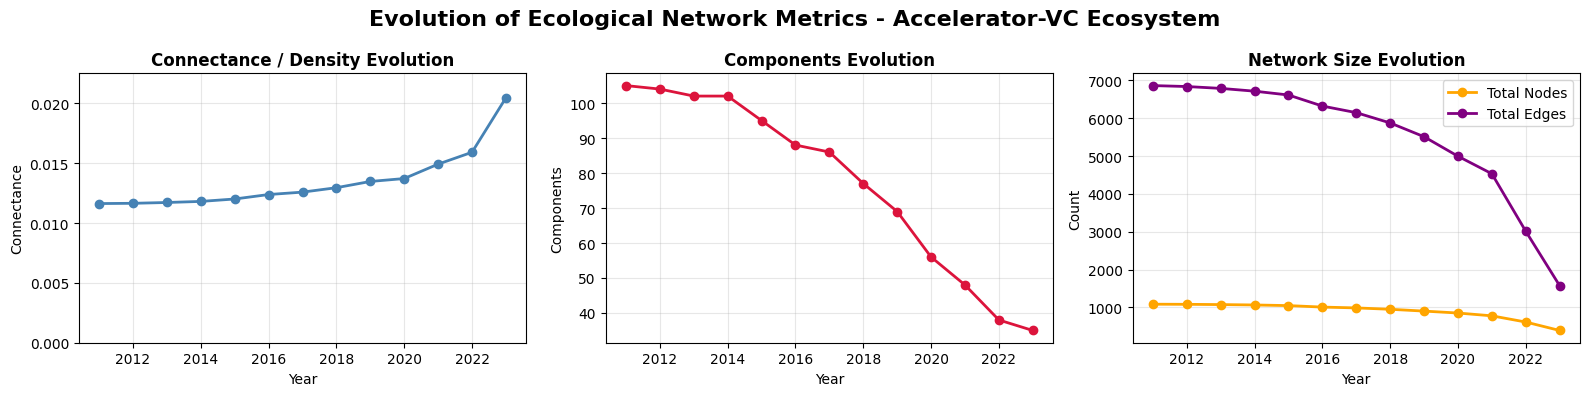 Evolution of Ecological Network Metrics - Accelerator-VC Ecosystem
Connectance / Density Evolution
Connectance
0.020
0.015
0.010
0.005
0.000
2012 2014 2016 2018 2020 2022
Year
Components Evolution
Components
100
90
80
70
60
50
40
2012 2014 2016 2018 2020 2022
Year
Network Size Evolution
Count
7000
6000
5000
4000
3000
2000
1000
Total Nodes
Total Edges
2012 2014 2016 2018 2020 2022
Year